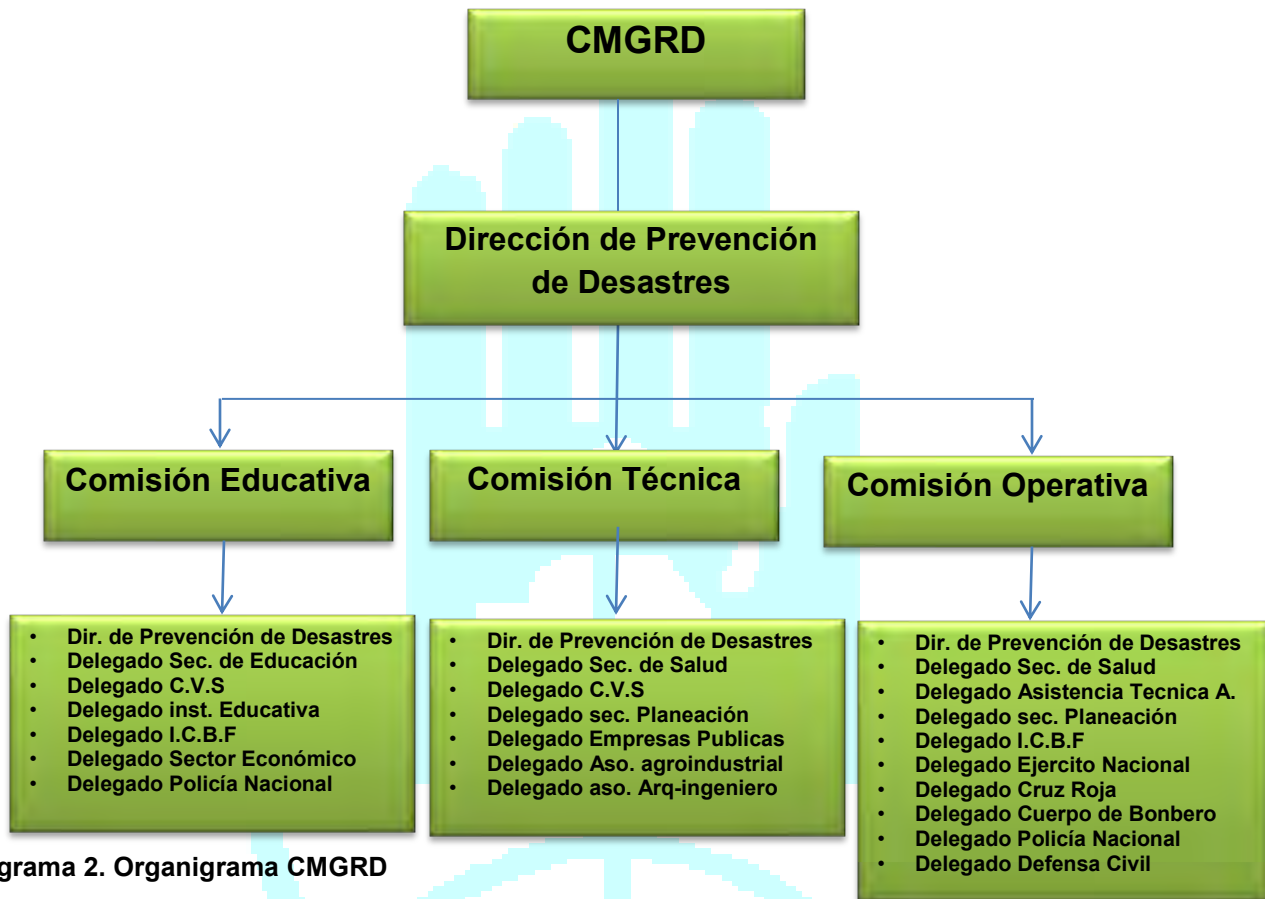 CMGRD
Dirección de Prevención
de Desastres
Comisión Educativa
Comisión Técnica
Comisión Operativa
• Dir. de Prevención de Desastres
• Delegado Sec. de Educación
• Delegado C.V.S
• Delegado inst. Educativa
• Delegado I.C.B.F
• Delegado Sector Económico
• Delegado Policía Nacional
• Dir. de Prevención de Desastres
• Delegado Sec. de Salud
• Delegado C.V.S
• Delegado sec. Planeación
• Delegado Empresas Publicas
• Delegado Aso. agroindustrial
• Delegado aso. Arq-ingeniero
• Dir. de Prevención de Desastres
• Delegado Sec. de Salud
• Delegado Asistencia Tecnica A.
• Delegado sec. Planeación
• Delegado I.C.B.F
• Delegado Ejercito Nacional
• Delegado Cruz Roja
• Delegado Cuerpo de Bonbero
• Delegado Policía Nacional
• Delegado Defensa Civil
grama 2. Organigrama CMGRD